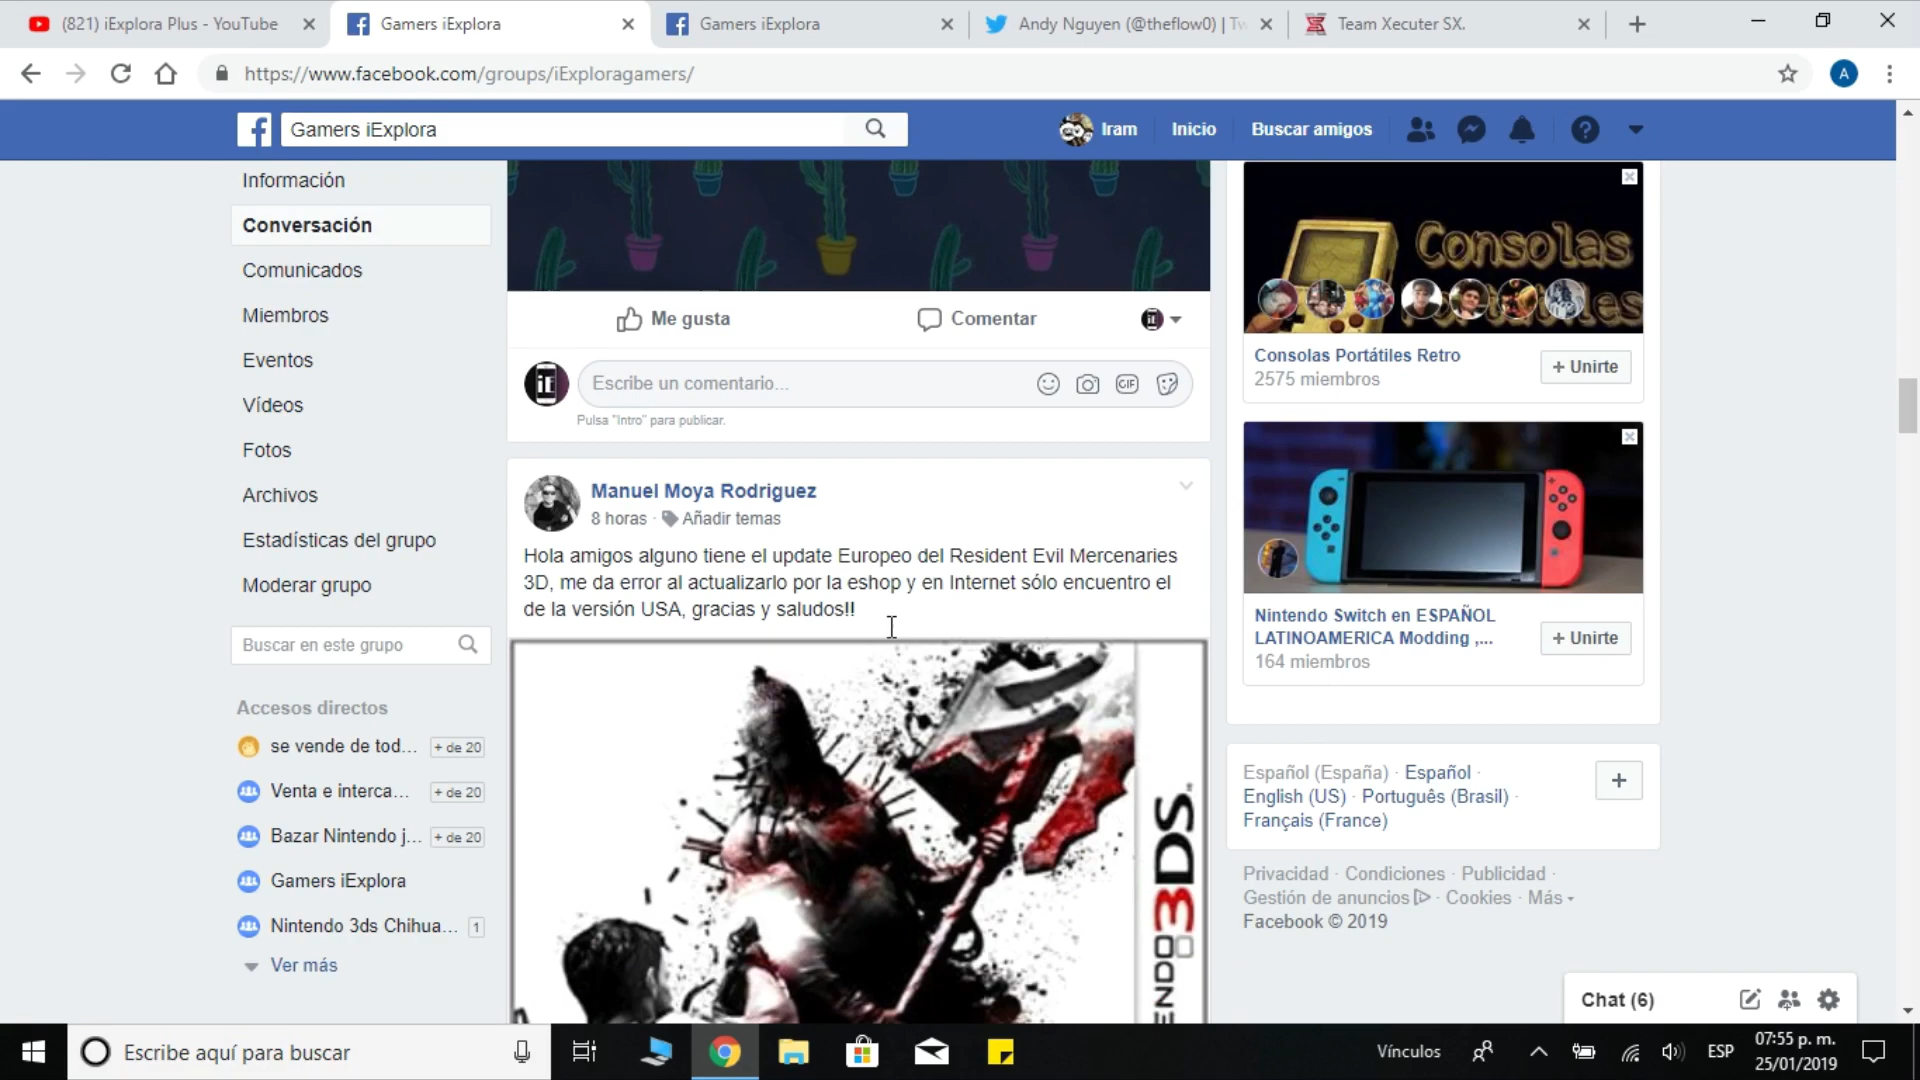 (821) iExplora Plus - YouTube
Gamers iExplora
Gamers iExplora
Andy Nguyen (@theflow0) | Tw
Team Xecuter SX.
https://www.facebook.com/groups/iExploragamers/
A
Gamers iExplora
Iram
Inicio
Buscar amigos
Información
Conversación
Comunicados
Miembros
Eventos
Vídeos
Fotos
Archivos
Estadísticas del grupo
Moderar grupo
Buscar en este grupo
Accesos directos
se vende de tod... + de 20
Venta e interca... + de 20
Bazar Nintendo j... + de 20
Gamers iExplora
Nintendo 3ds Chihua... 1
Ver más
Me gusta
Comentar
Escribe un comentario...
GIF
Pulsa "Intro" para publicar.
Manuel Moya Rodriguez
8 horas · Añadir temas
Hola amigos alguno tiene el update Europeo del Resident Evil Mercenaries
3D, me da error al actualizarlo por la eshop y en Internet sólo encuentro el
de la versión USA, gracias y saludos!!
ENDO 3DS
Consolas
Consolas Portátiles Retro
2575 miembros
+ Unirte
Nintendo Switch en ESPAÑOL
LATINOAMERICA Modding ,...
164 miembros
+ Unirte
Español (España) · Español ·
English (US) · Português (Brasil) ·
Français (France)
Privacidad · Condiciones · Publicidad ·
Gestión de anuncios · Cookies · Más
Facebook © 2019
Chat (6)
Escribe aquí para buscar
Vínculos
ESP
07:55 p. m.
25/01/2019